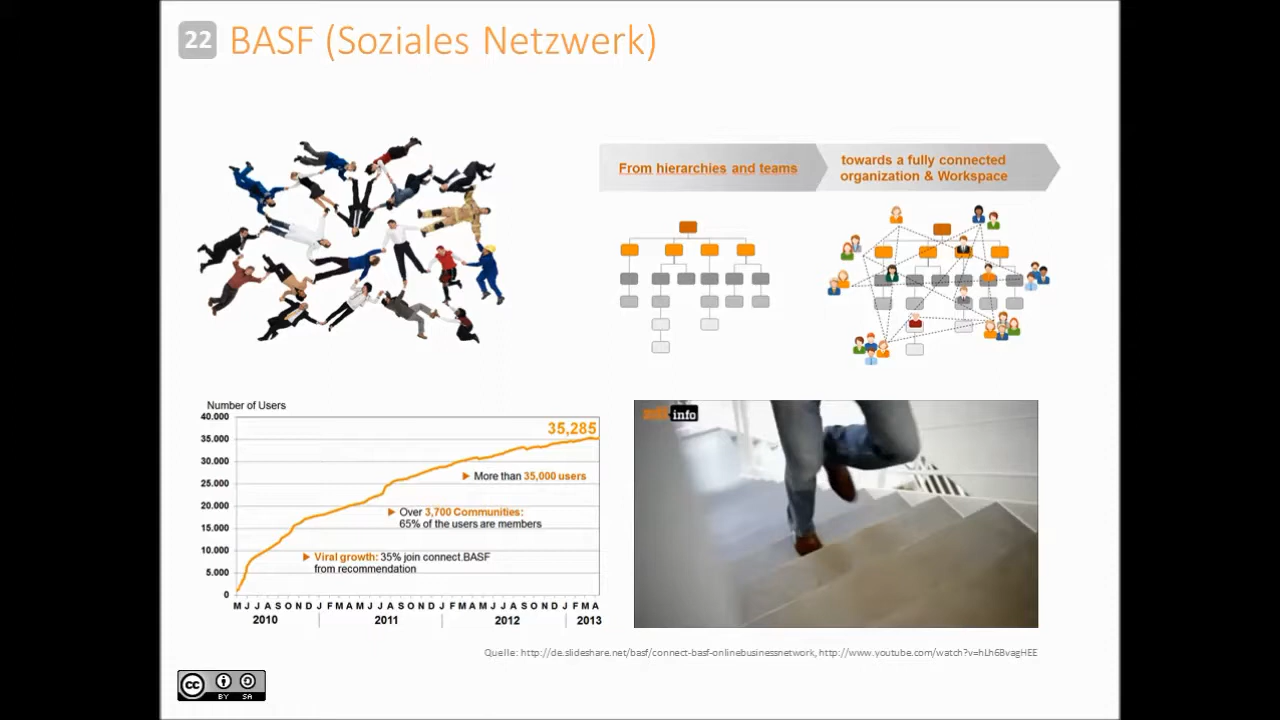 22 BASF (Soziales Netzwerk)
From hierarchies and teams
towards a fully connected
organization & Workspace
Number of Users
40.000
35.000
30.000
25.000
20.000
15.000
10.000
5.000
0
35,285
▶ More than 35,000 users
▶ Over 3,700 Communities:
65% of the users are members
▶ Viral growth: 35% join connect.BASF
from recommendation
M J J A S O N D J F M A M J J A S O N D J F M A M J J A S O N D J F M A
2010 2011 2012 2013
info
Quelle: http://de.slideshare.net/basf/connect-basf-onlinebusinessnetwork, http://www.youtube.com/watch?v=hLh6BvagHEE
cc BY SA